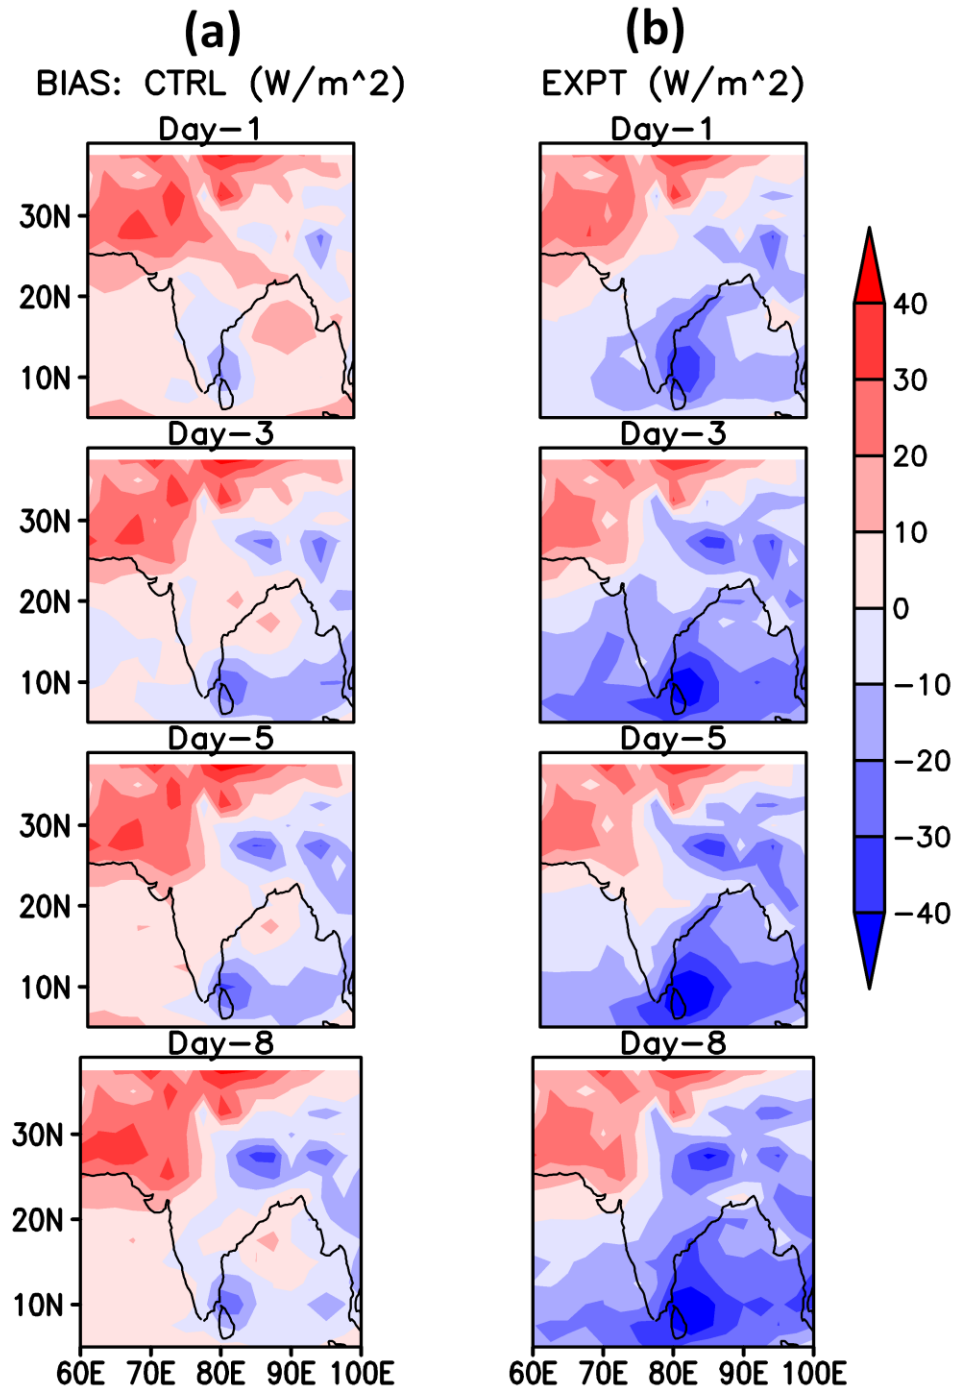 (a) (b)
BIAS: CTRL (W/m^2) EXPT (W/m^2)
Day-1 Day-1
30N
20N
10N
Day-3 Day-3
30N
20N
10N
Day-5 Day-5
30N
20N
10N
Day-8 Day-8
30N
20N
10N
60E 70E 80E 90E 100E 60E 70E 80E 90E 100E
40
30
20
10
0
-10
-20
-30
-40